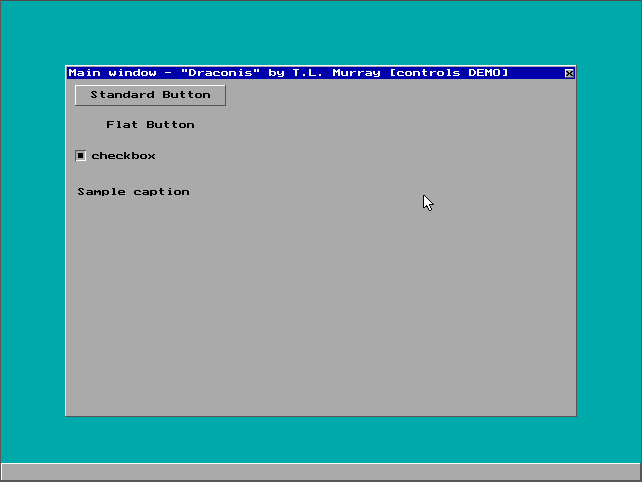 Main window - "Draconis" by T.L. Murray [controls DEMO]
Standard Button
Flat Button
checkbox
Sample caption